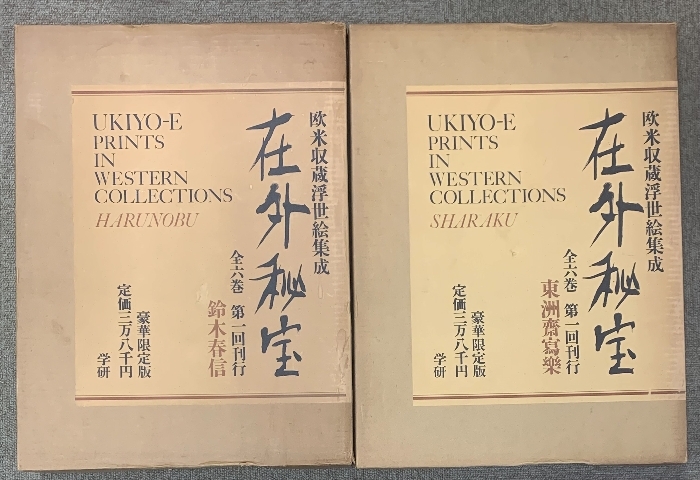 UKIYO-E
PRINTS
IN
WESTERN
COLLECTIONS
HARUNOBU
欧米収蔵浮世絵集成
在外秘宝
全六巻 第一回刊行
鈴木春信
豪華限定版
定価三万八千円
学研
UKIYO-E
PRINTS
IN
WESTERN
COLLECTIONS
SHARAKU
欧米収蔵浮世絵集成
在外秘宝
全六巻 第一回刊行
東洲齋寫樂
豪華限定版
定価三万八千円
学研